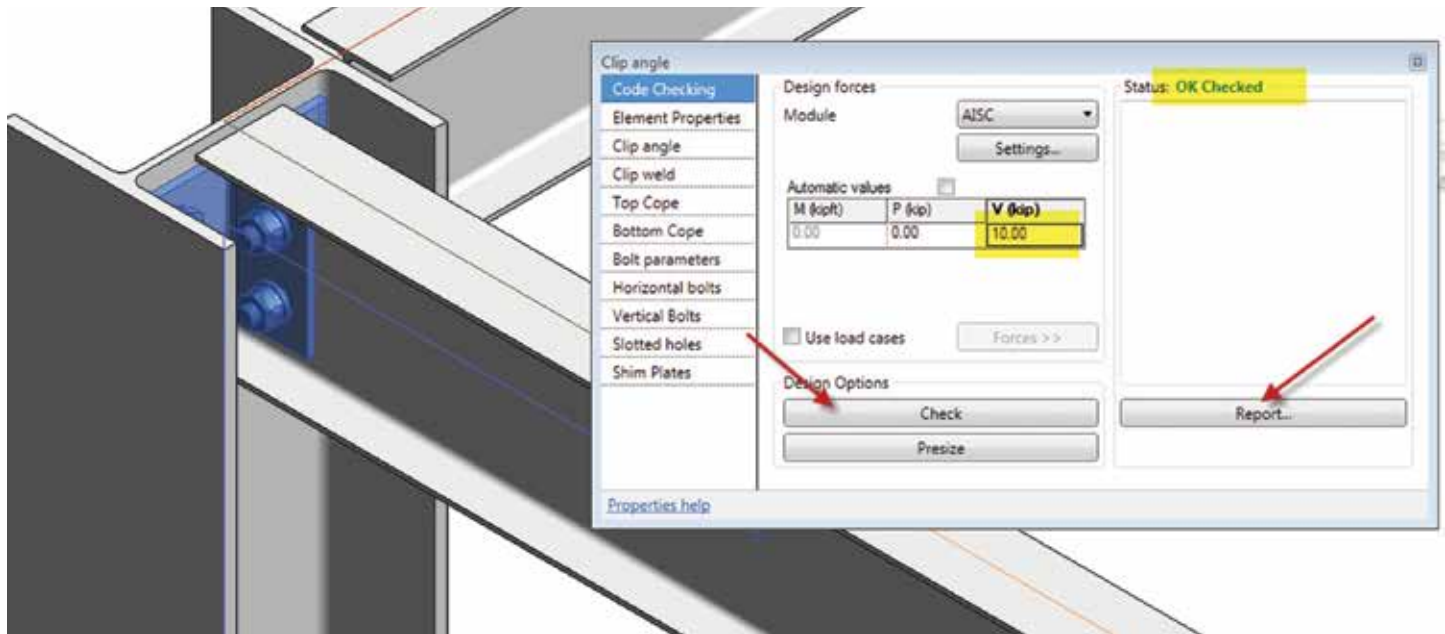 Clip angle
Code Checking
Element Properties
Clip angle
Clip weld
Top Cope
Bottom Cope
Bolt parameters
Horizontal bolts
Vertical Bolts
Slotted holes
Shim Plates
Properties help
Design forces
Module AISC
Settings...
Automatic values
M (kipft) P (kip) V (kip)
0.00 0.00 10.00
Use load cases Forces >>
Design Options
Check
Presize
Status: OK Checked
Report...